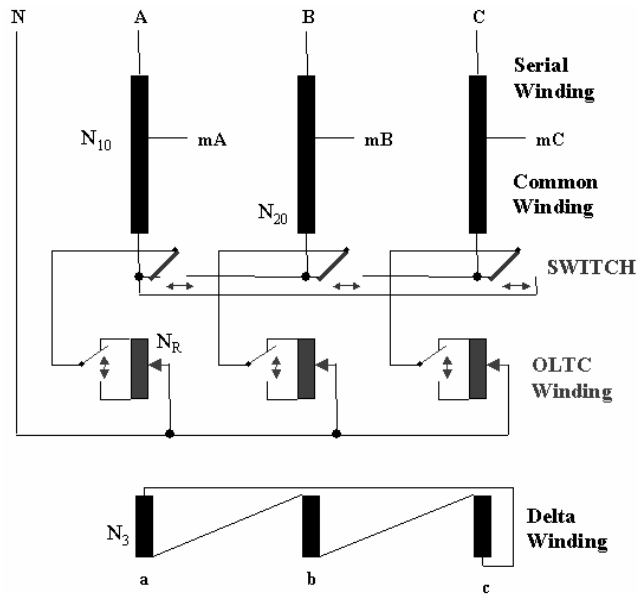 N A B C
Serial
Winding
N10 mA mB mC
Common
Winding
N20
SWITCH
NR
OLTC
Winding
N3
Delta
Winding
a b c